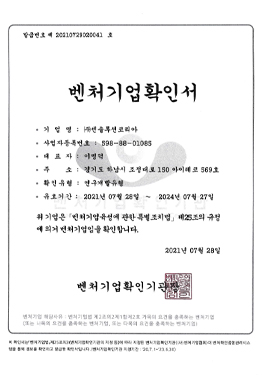 발급번호 제 20210729020041 호
벤처기업확인서
• 기 업 명 : ㈜넥솔루션코리아
• 사업자등록번호 : 598-88-01085
• 대 표 자 : 이병덕
• 주 소 : 경기도 하남시 조정대로 150 아이테코 569호
• 확인유형 : 연구개발유형
• 유효기간 : 2021년 07월 28일 ~ 2024년 07월 27일
위 기업은 「벤처기업육성에 관한 특별조치법」 제25조의 규정
에 의거 벤처기업임을 확인합니다.
2021년 07월 28일
벤처기업확인기관장